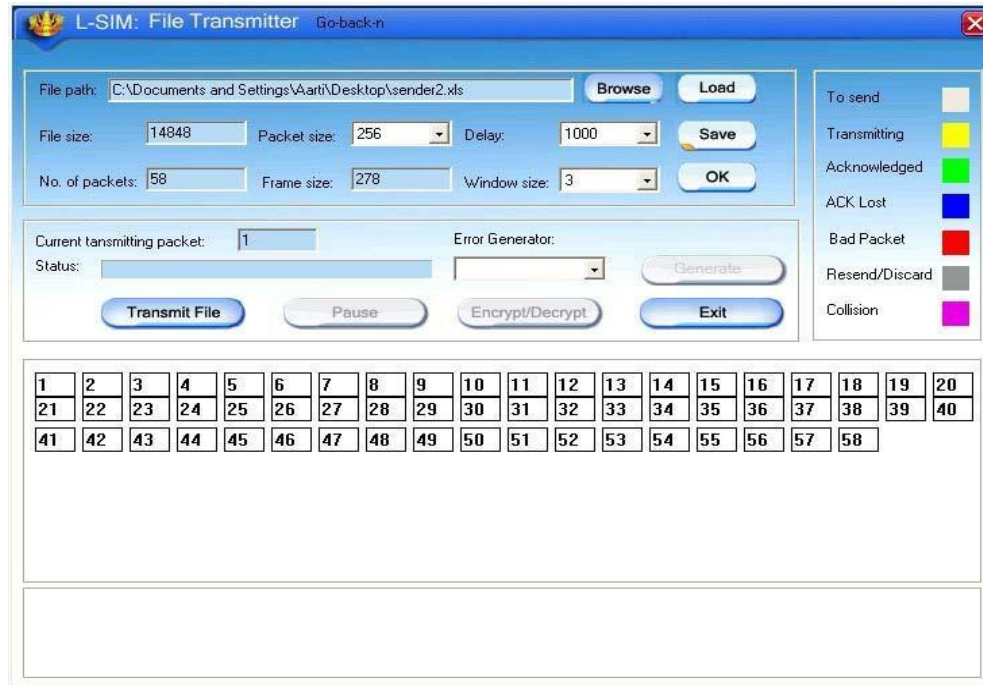 L-SIM: File Transmitter Go-back-n
File path: C:\Documents and Settings\Aarti\Desktop\sender2.xls Browse Load
File size: 14848 Packet size: 256 Delay: 1000 Save
No. of packets: 58 Frame size: 278 Window size: 3 OK
To send
Transmitting
Acknowledged
ACK Lost
Bad Packet
Resend/Discard
Collision
Current tansmitting packet: 1 Error Generator:
Status: Generate
Transmit File Pause Encrypt/Decrypt Exit
1 2 3 4 5 6 7 8 9 10 11 12 13 14 15 16 17 18 19 20
21 22 23 24 25 26 27 28 29 30 31 32 33 34 35 36 37 38 39 40
41 42 43 44 45 46 47 48 49 50 51 52 53 54 55 56 57 58